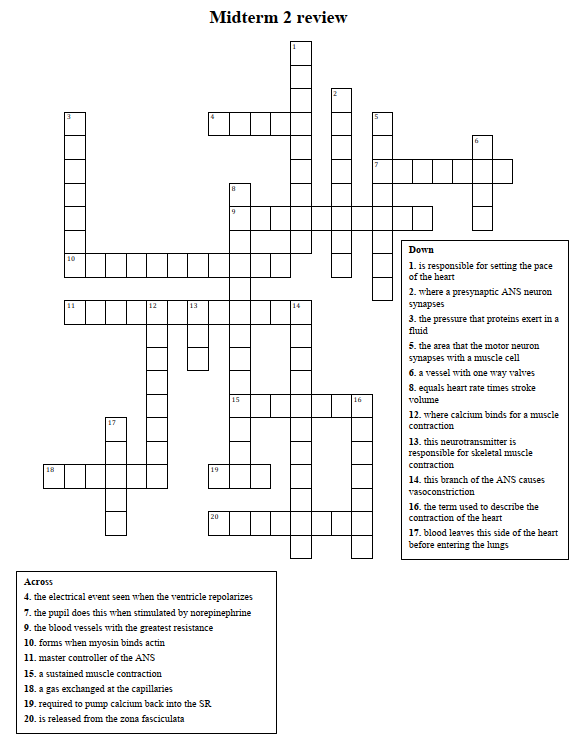 Midterm 2 review
1
2
3
4
5
6
7
8
9
10
11
12
13
14
15
16
17
18
19
20
Down
1. is responsible for setting the pace
of the heart
2. where a presynaptic ANS neuron
synapses
3. the pressure that proteins exert in a
fluid
5. the area that the motor neuron
synapses with a muscle cell
6. a vessel with one way valves
8. equals heart rate times stroke
volume
12. where calcium binds for a muscle
contraction
13. this neurotransmitter is
responsible for skeletal muscle
contraction
14. this branch of the ANS causes
vasoconstriction
16. the term used to describe the
contraction of the heart
17. blood leaves this side of the heart
before entering the lungs
Across
4. the electrical event seen when the ventricle repolarizes
7. the pupil does this when stimulated by norepinephrine
9. the blood vessels with the greatest resistance
10. forms when myosin binds actin
11. master controller of the ANS
15. a sustained muscle contraction
18. a gas exchanged at the capillaries
19. required to pump calcium back into the SR
20. is released from the zona fasciculata